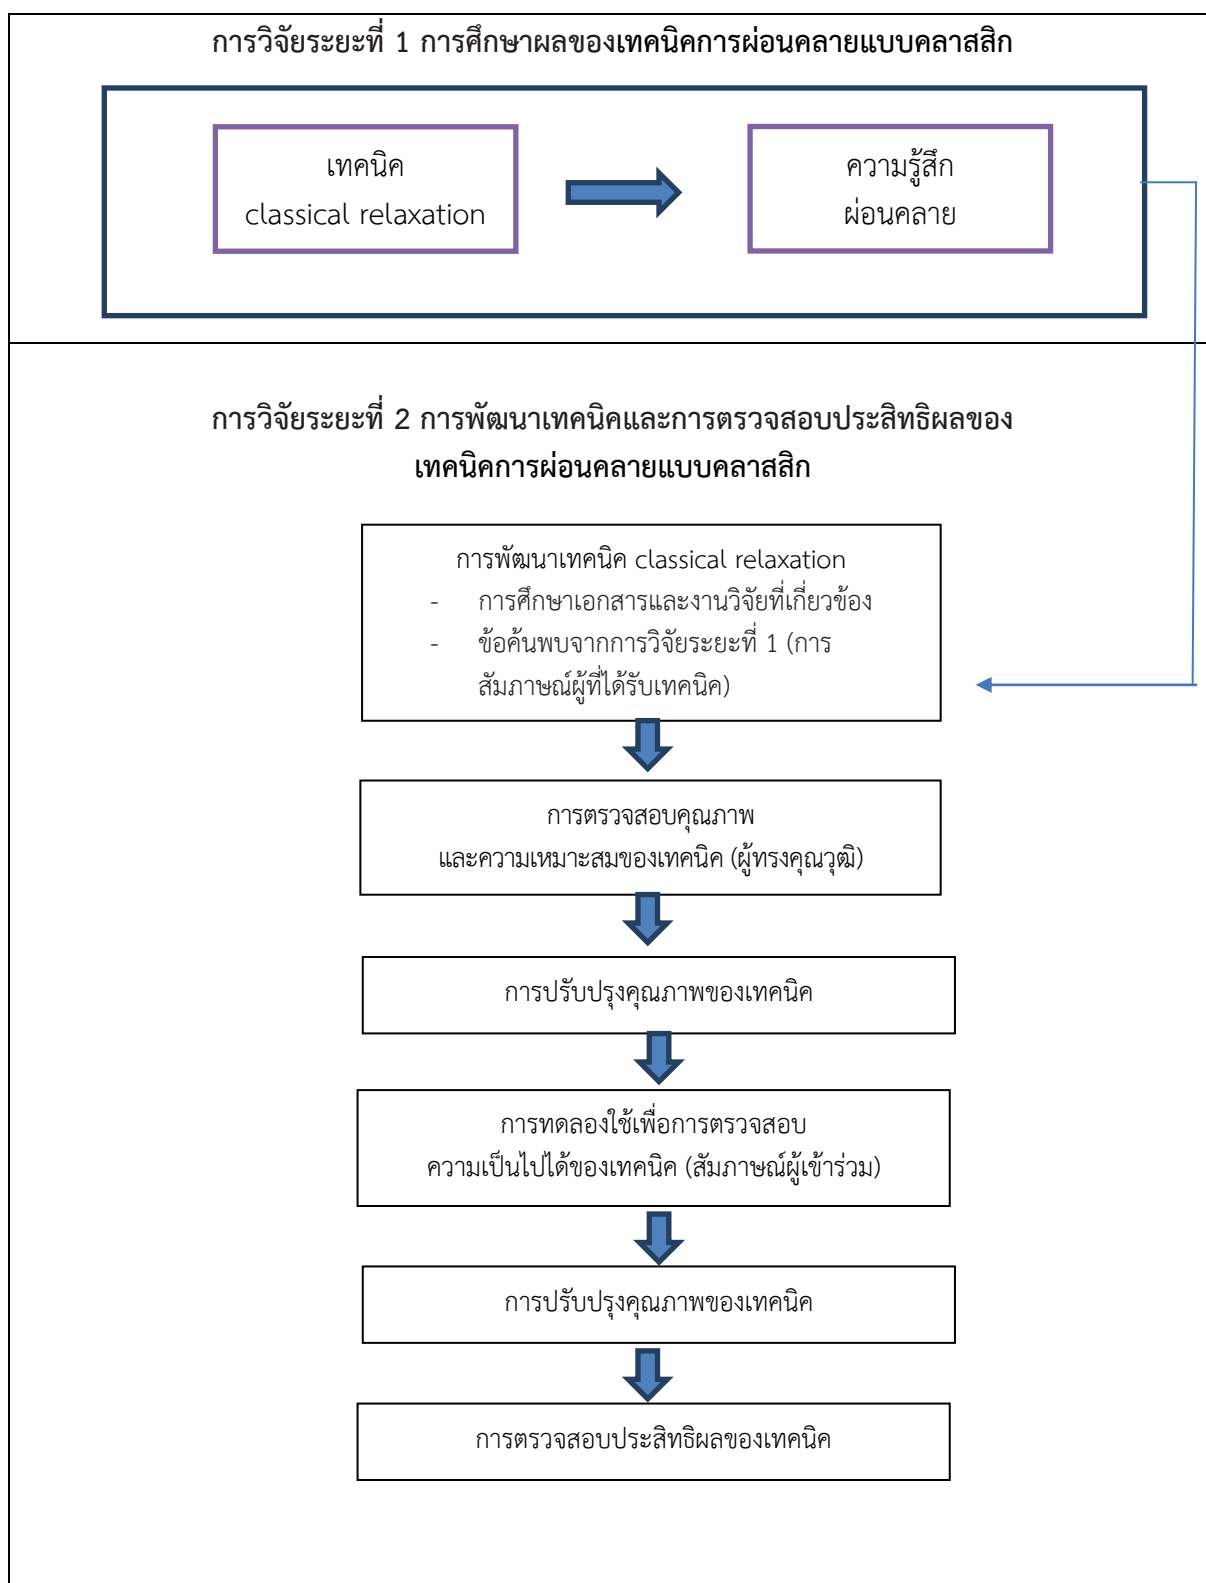 การวิจัยระยะที่ 1 การศึกษาผลของเทคนิคการผ่อนคลายแบบคลาสสิก
เทคนิค
classical relaxation
ความรู้สึก
ผ่อนคลาย
การวิจัยระยะที่ 2 การพัฒนาเทคนิคและการตรวจสอบประสิทธิผลของ
เทคนิคการผ่อนคลายแบบคลาสสิก
การพัฒนาเทคนิค classical relaxation
- การศึกษาเอกสารและงานวิจัยที่เกี่ยวข้อง
- ข้อค้นพบจากการวิจัยระยะที่ 1 (การ
สัมภาษณ์ผู้ที่ได้รับเทคนิค)
การตรวจสอบคุณภาพ
และความเหมาะสมของเทคนิค (ผู้ทรงคุณวุฒิ)
การปรับปรุงคุณภาพของเทคนิค
การทดลองใช้เพื่อการตรวจสอบ
ความเป็นไปได้ของเทคนิค (สัมภาษณ์ผู้เข้าร่วม)
การปรับปรุงคุณภาพของเทคนิค
การตรวจสอบประสิทธิผลของเทคนิค